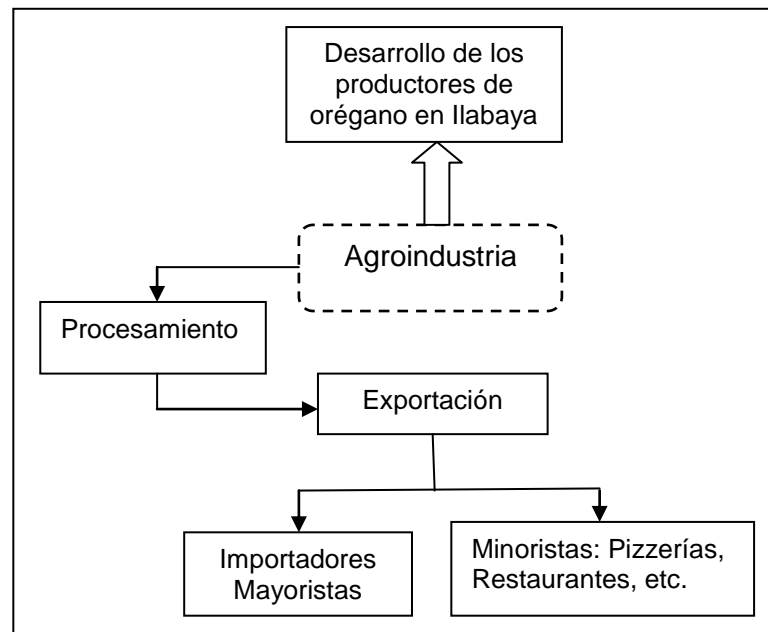 Desarrollo de los
productores de
orégano en Ilabaya
Agroindustria
Procesamiento
Exportación
Importadores
Mayoristas
Minoristas: Pizzerías,
Restaurantes, etc.